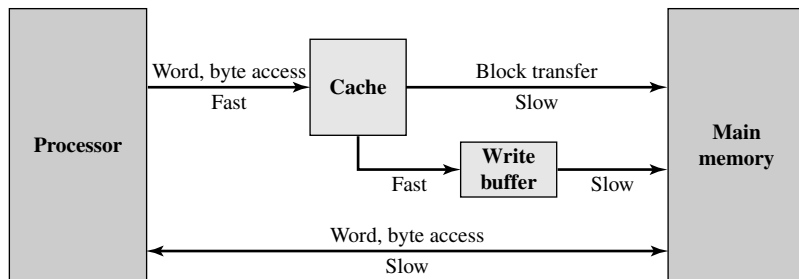 Word, byte access
Fast
Cache
Block transfer
Slow
Processor
Main
memory
Fast
Write
buffer
Slow
Word, byte access
Slow